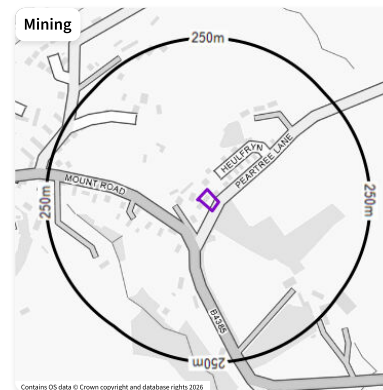 Mining
250m
HEULFRYN
PEARTREE LANE
MOUNT ROAD
250m
250m
B4385
250m
Contains OS data © Crown copyright and database rights 2026